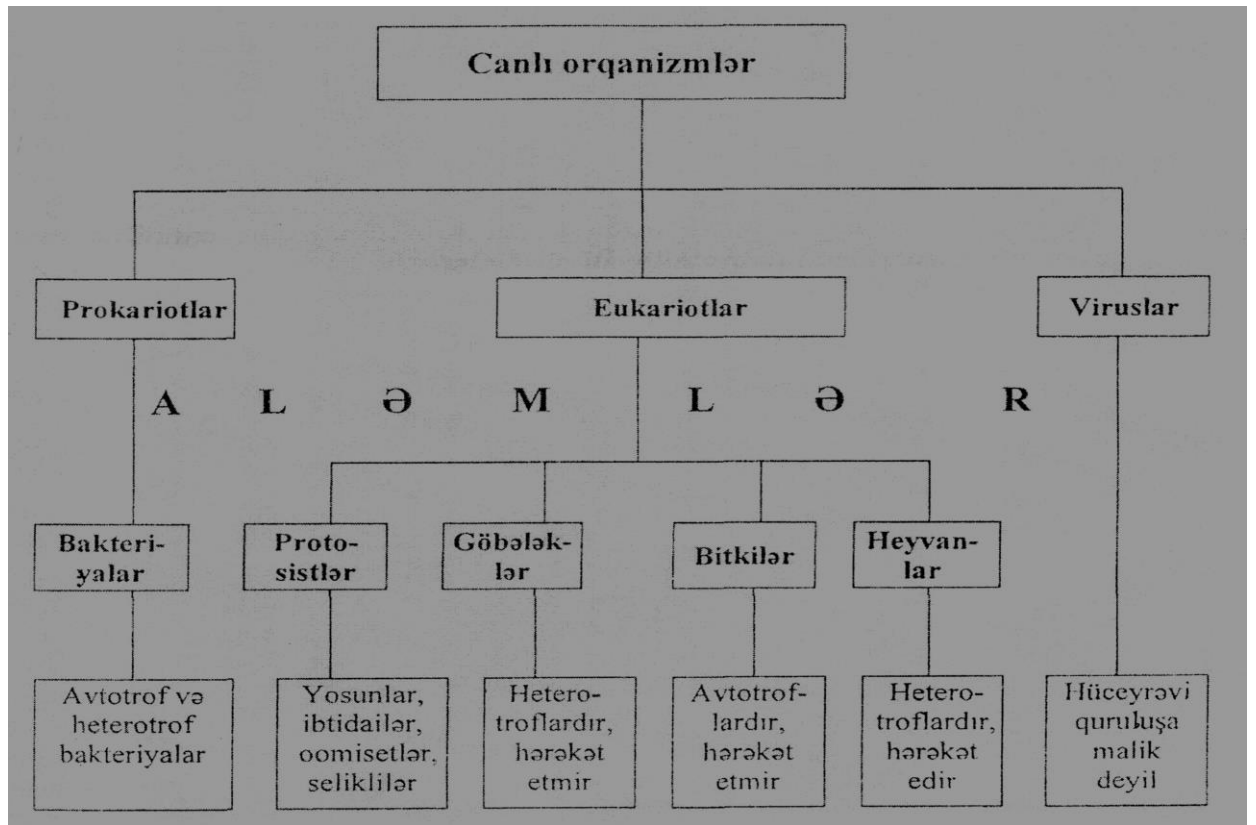 Canlı orqanizmlər
Prokariotlar
Eukariotlar
Viruslar
A L Ə M L Ə R
Bakteri-
yalar
Proto-
sistlər
Göbələk-
lər
Bitkilər
Heyvan-
lar
Avtotrof və
heterotrof
bakteriyalar
Yosunlar,
ibtidailər,
oomisetlər,
seliklilər
Hetero-
troflardır,
hərəkət
etmir
Avtotrof-
lardır,
hərəkət
etmir
Hetero-
troflardır,
hərəkət
edir
Hüceyrəvi
quruluşa
malik
deyil